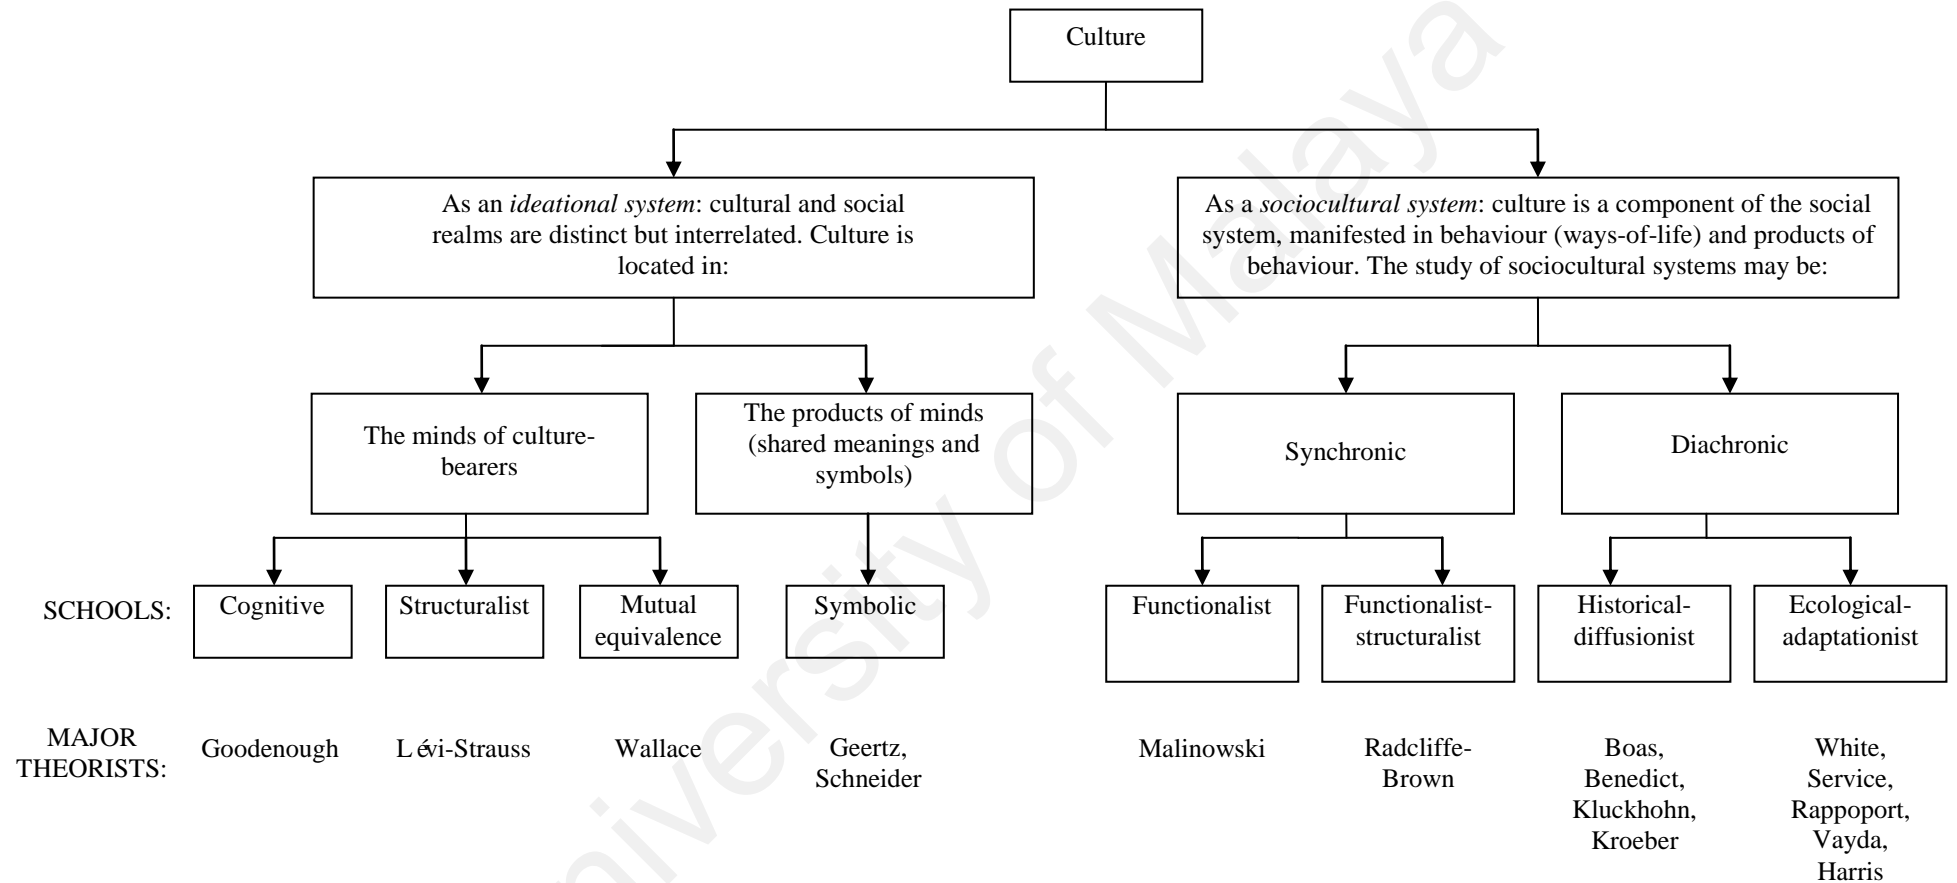 Culture
As an ideational system: cultural and social
realms are distinct but interrelated. Culture is
located in:
As a sociocultural system: culture is a component of the social
system, manifested in behaviour (ways-of-life) and products of
behaviour. The study of sociocultural systems may be:
The minds of culture-
bearers
The products of minds
(shared meanings and
symbols)
Synchronic
Diachronic
SCHOOLS:
Cognitive
Structuralist
Mutual
equivalence
Symbolic
Functionalist
Functionalist-
structuralist
Historical-
diffusionist
Ecological-
adaptationist
MAJOR
THEORISTS:
Goodenough
Lévi-Strauss
Wallace
Geertz,
Schneider
Malinowski
Radcliffe-
Brown
Boas,
Benedict,
Kluckhohn,
Kroeber
White,
Service,
Rappoport,
Vayda,
Harris
niversity of Malaya